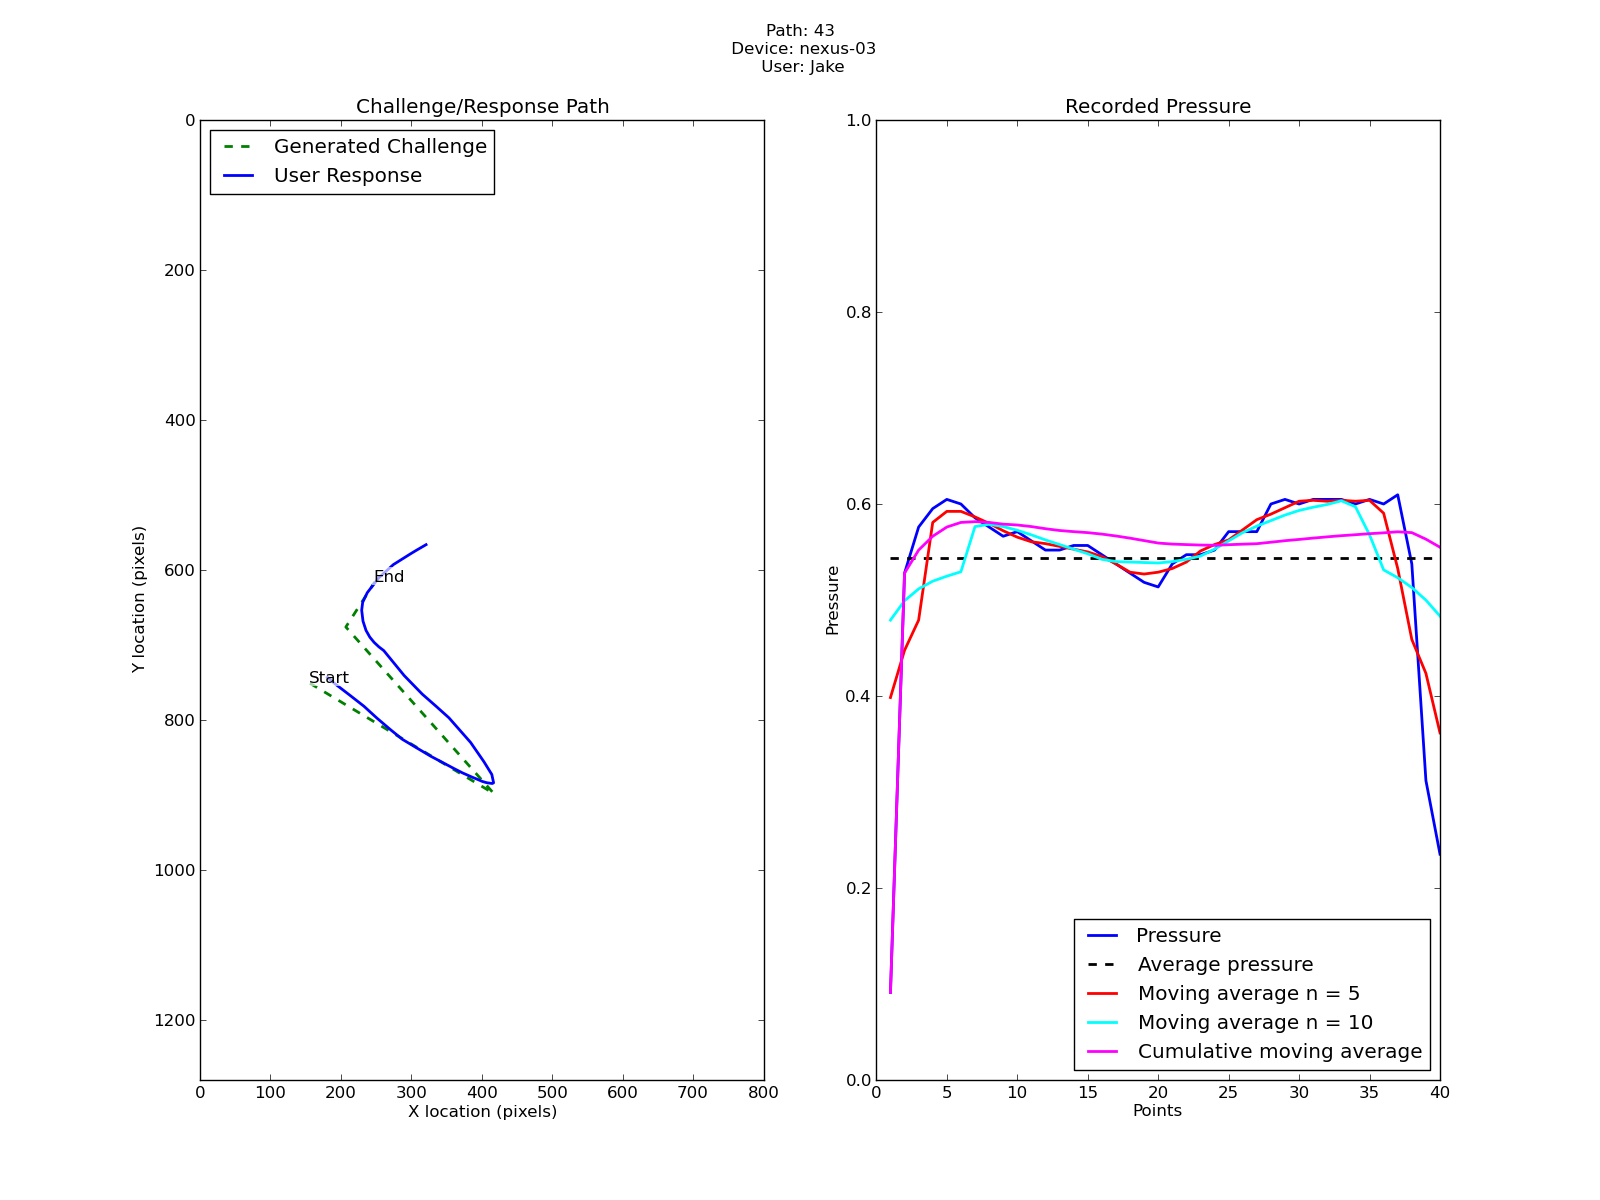 Path: 43
Device: nexus-03
User: Jake
Challenge/Response Path
Generated Challenge
User Response
0
200
400
600
800
1000
1200
Y location (pixels)
End
Start
0 100 200 300 400 500 600 700 800
X location (pixels)
Recorded Pressure
1.0
0.8
0.6
0.4
0.2
0.0
Pressure
Pressure
Average pressure
Moving average n = 5
Moving average n = 10
Cumulative moving average
0 5 10 15 20 25 30 35 40
Points